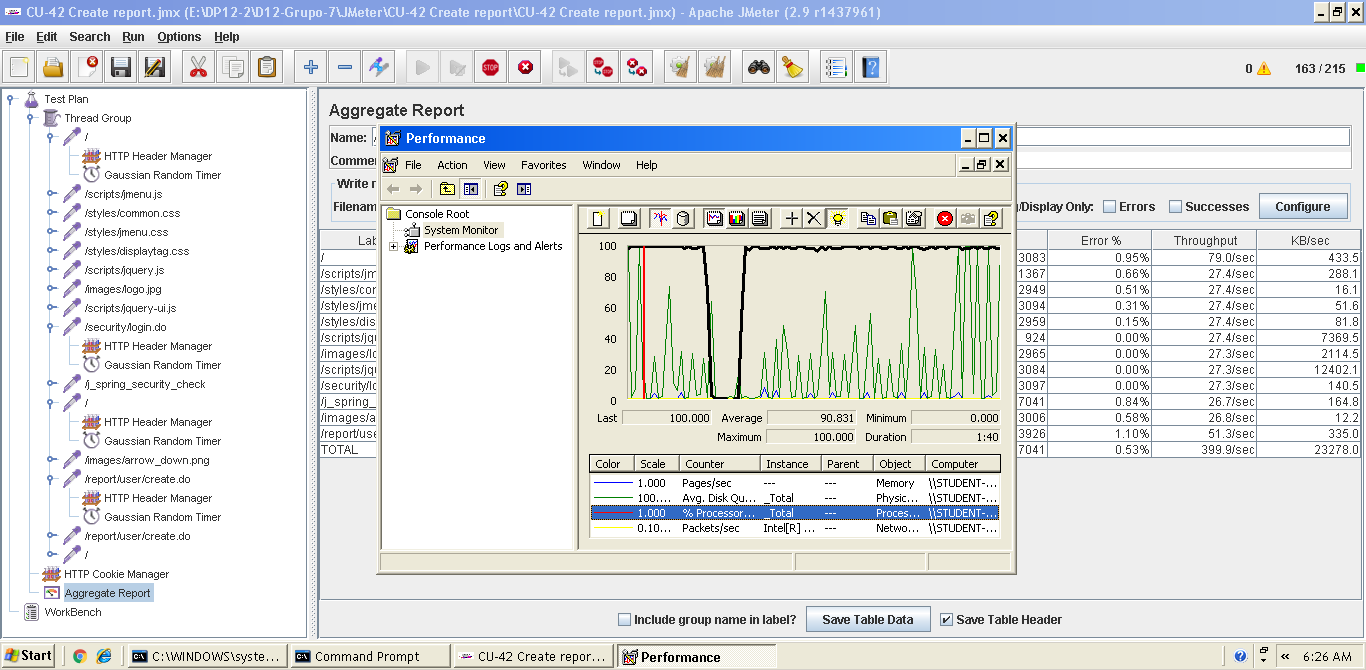 CU-42 Create report.jmx (E:\DP12-2\D12-Grupo-7\JMeter\CU-42 Create report\CU-42 Create report.jmx) - Apache JMeter (2.9 r1437961)
File Edit Search Run Options Help
0 163 / 215
Test Plan
Thread Group
/
HTTP Header Manager
Gaussian Random Timer
/scripts/jmenu.js
/styles/common.css
/styles/jmenu.css
/styles/displaytag.css
/scripts/jquery.js
/images/logo.jpg
/scripts/jquery-ui.js
/security/login.do
HTTP Header Manager
Gaussian Random Timer
/j_spring_security_check
/
HTTP Header Manager
Gaussian Random Timer
/images/arrow_down.png
/report/user/create.do
HTTP Header Manager
Gaussian Random Timer
/report/user/create.do
/
HTTP Cookie Manager
Aggregate Report
WorkBench
Aggregate Report
Name:
Comme
Write r
Filenam
/Display Only: Errors Successes Configure
Lab Error % Throughput KB/sec
/ 3083 0.95% 79.0/sec 433.5
/scripts/jm 1367 0.66% 27.4/sec 288.1
/styles/cor 2949 0.51% 27.4/sec 16.1
/styles/jme 3094 0.31% 27.4/sec 51.6
/styles/dis 2959 0.15% 27.4/sec 81.8
/scripts/jqu 924 0.00% 27.4/sec 7369.5
/images/lo 2965 0.00% 27.3/sec 2114.5
/scripts/jqu 3084 0.00% 27.3/sec 12402.1
/security/lo 3097 0.00% 27.3/sec 140.5
/j_spring_ 7041 0.84% 26.7/sec 164.8
/images/a 3006 0.58% 26.8/sec 12.2
/report/use 3926 1.10% 51.3/sec 335.0
TOTAL 7041 0.53% 399.9/sec 23278.0
Performance
File Action View Favorites Window Help
Console Root
System Monitor
Performance Logs and Alerts
100
80
60
40
20
0
Last 100.000 Average 90.831 Minimum 0.000
Maximum 100.000 Duration 1:40
Color Scale Counter Instance Parent Object Computer
1.000 Pages/sec --- --- Memory \\STUDENT-...
100.... Avg. Disk Qu... _Total --- Physic... \\STUDENT-...
1.000 % Processor... _Total --- Proces... \\STUDENT-...
0.10... Packets/sec Intel[R] ... --- Netwo... \\STUDENT-...
Include group name in label? Save Table Data Save Table Header
Start C:\WINDOWS\syste... Command Prompt CU-42 Create repor... Performance 6:26 AM